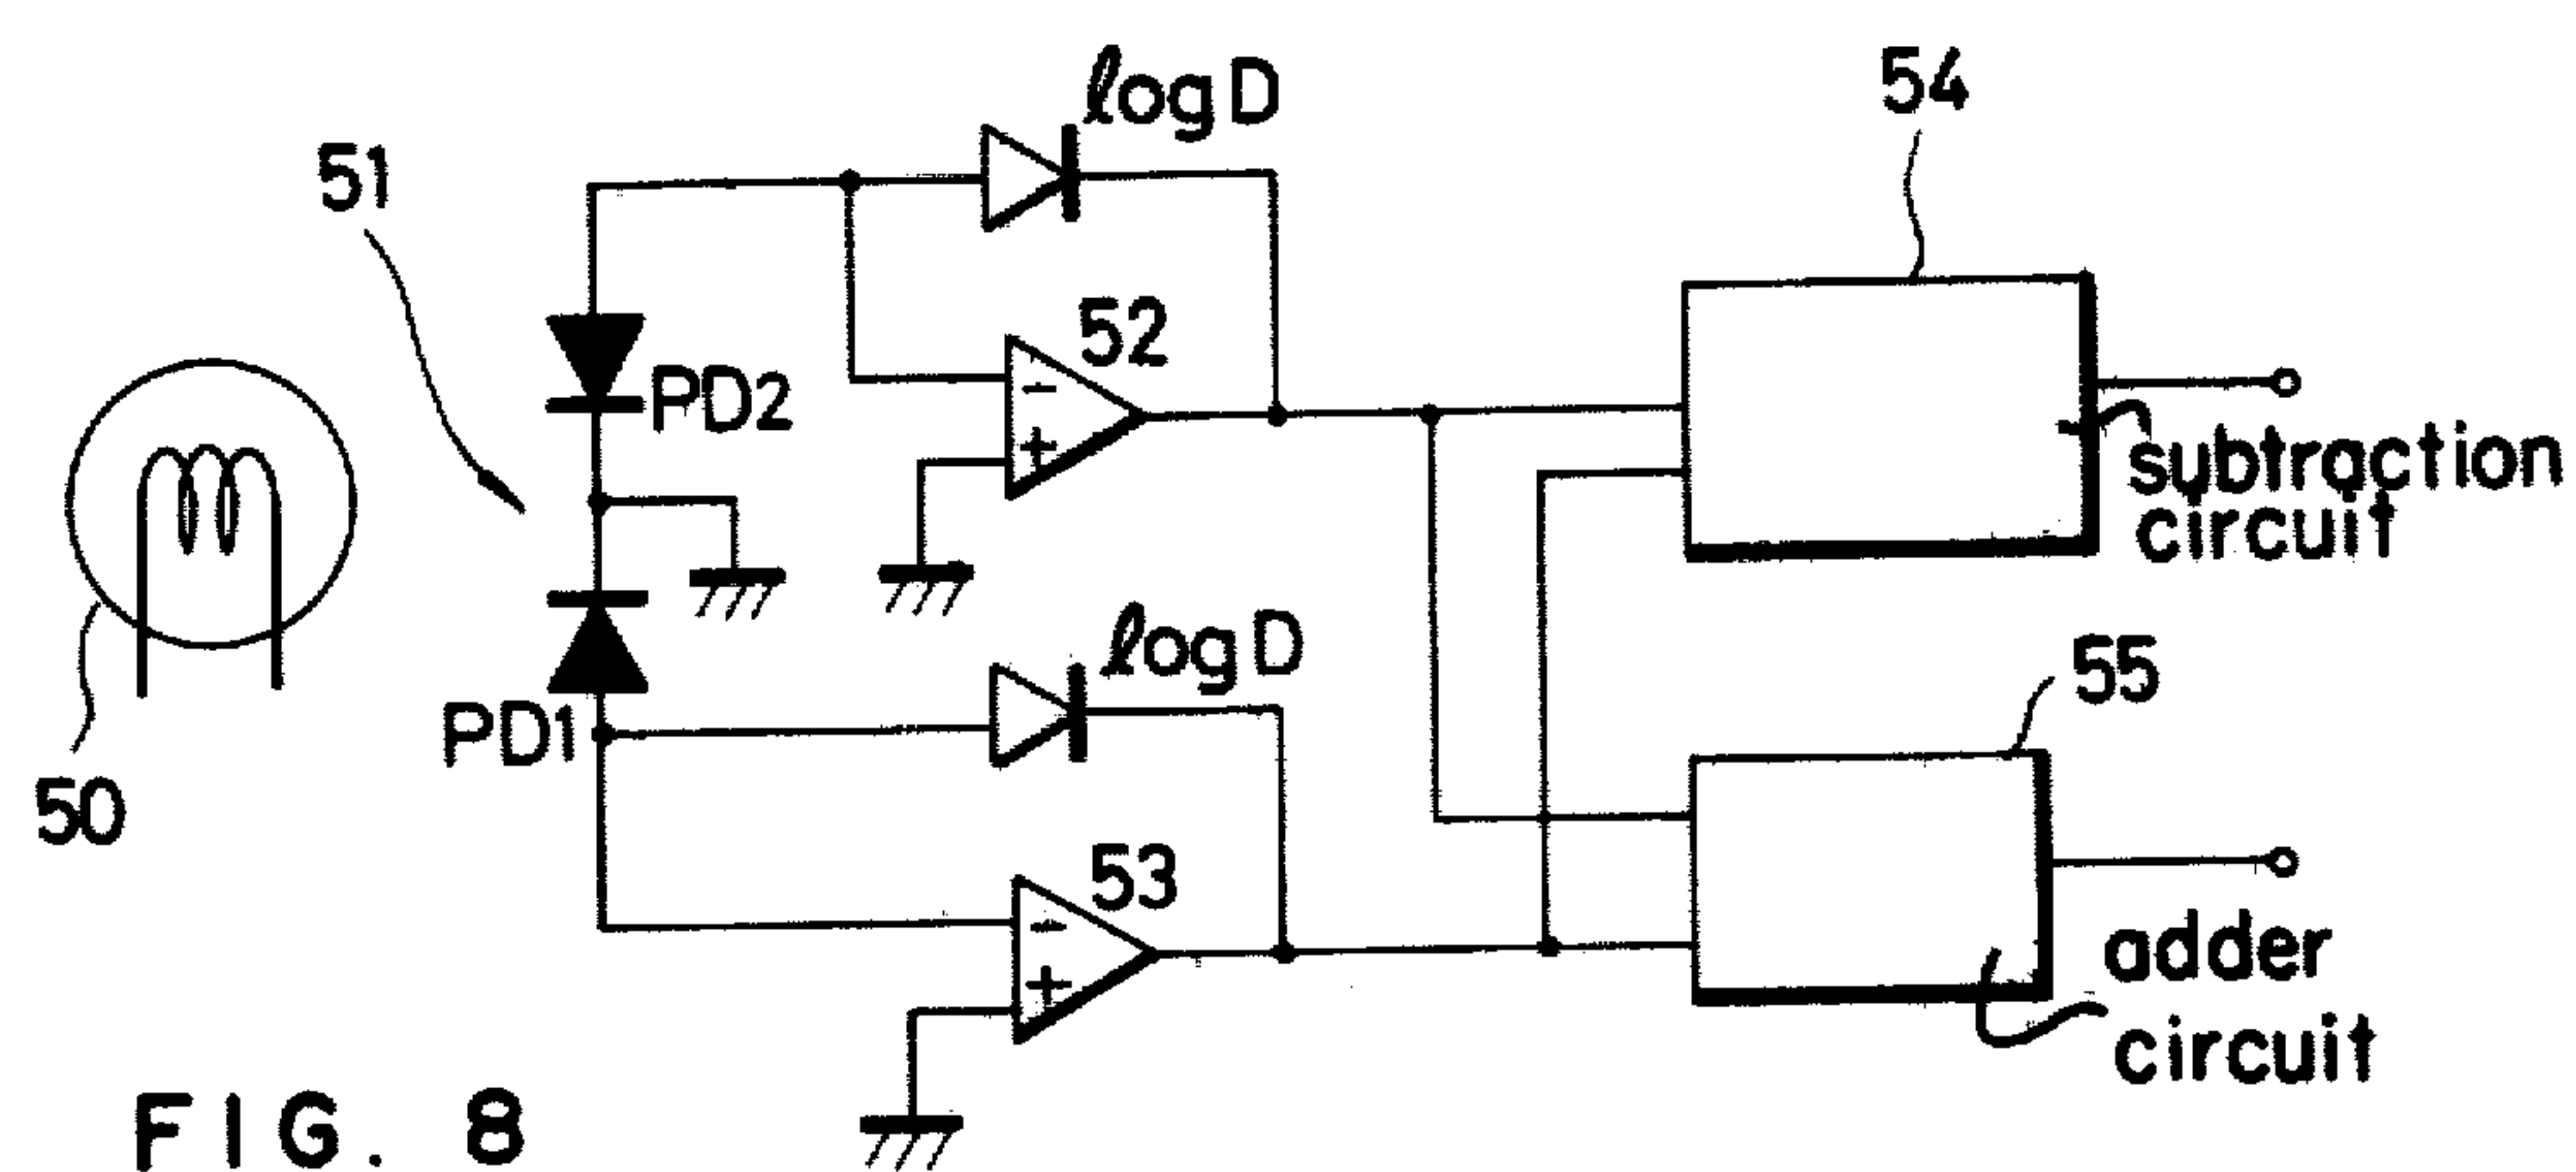 logD
54
51
52
PD2
subtraction
circuit
logD
55
PD1
50
53
adder
circuit
FIG. 8